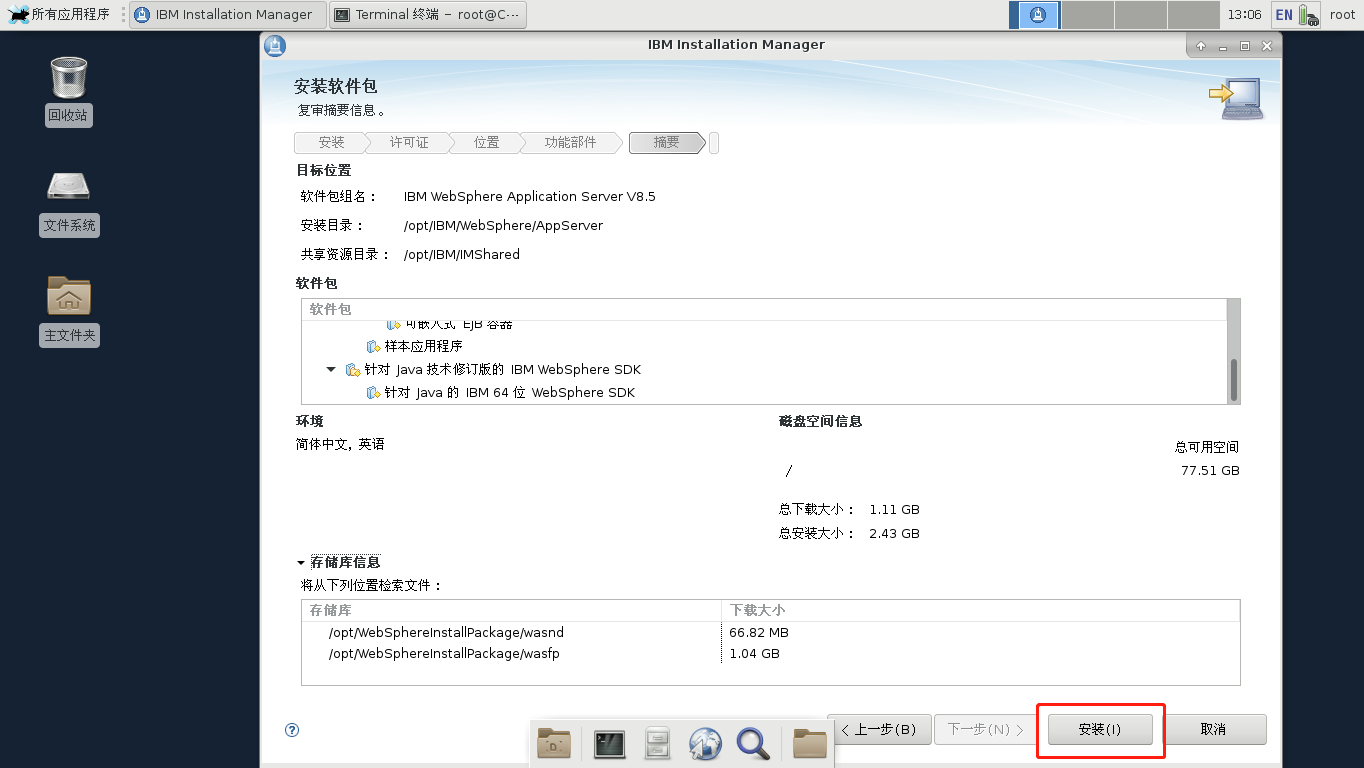 所有应用程序
IBM Installation Manager
Terminal 终端 - root@C⋯
13:06
EN
root
IBM Installation Manager
回收站
文件系统
主文件夹
安装软件包
复审摘要信息。
安装
许可证
位置
功能部件
摘要
目标位置
软件包组名： IBM WebSphere Application Server V8.5
安装目录： /opt/IBM/WebSphere/AppServer
共享资源目录： /opt/IBM/IMShared
软件包
软件包
可嵌入式 EJB 容器
样本应用程序
针对 Java 技术修订版的 IBM WebSphere SDK
针对 Java 的 IBM 64 位 WebSphere SDK
环境
简体中文, 英语
磁盘空间信息
总可用空间
/ 77.51 GB
总下载大小： 1.11 GB
总安装大小： 2.43 GB
存储库信息
将从下列位置检索文件：
存储库 下载大小
/opt/WebSphereInstallPackage/wasnd 66.82 MB
/opt/WebSphereInstallPackage/wasfp 1.04 GB
?
< 上一步(B)
下一步(N) >
安装(I)
取消